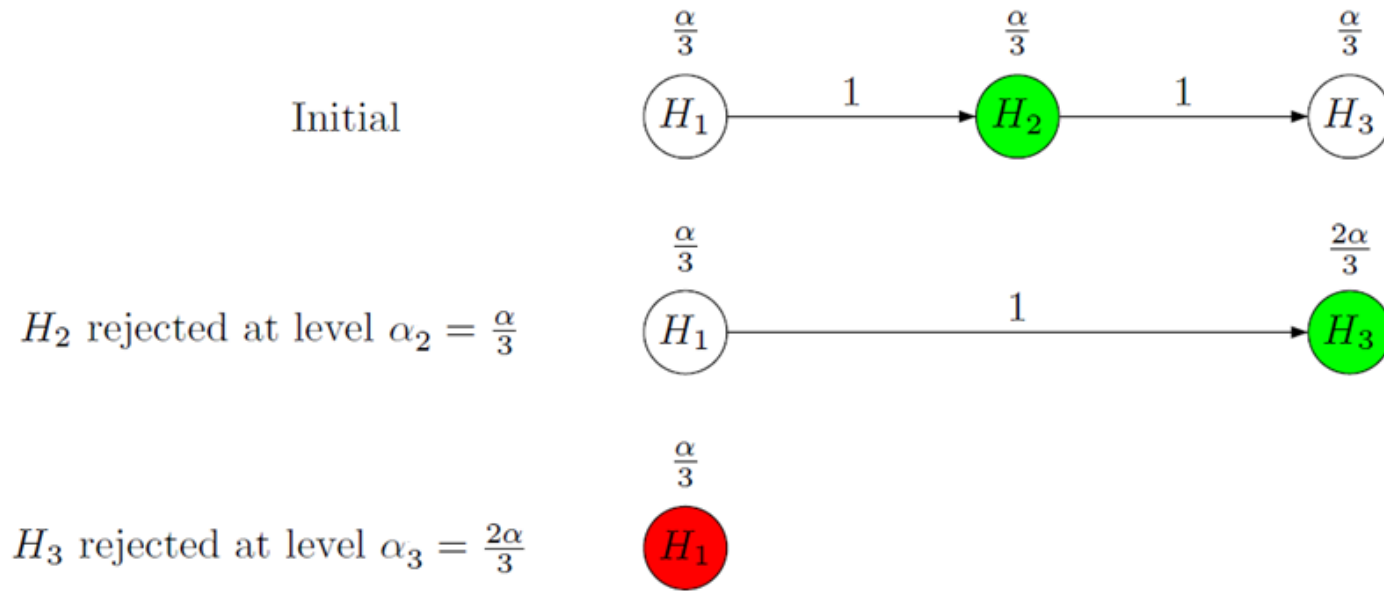 α/3 α/3 α/3
Initial H₁ 1 H₂ 1 H₃
α/3 2α/3
H₂ rejected at level α₂ = α/3 H₁ 1 H₃
α/3
H₃ rejected at level α₃ = 2α/3 H₁